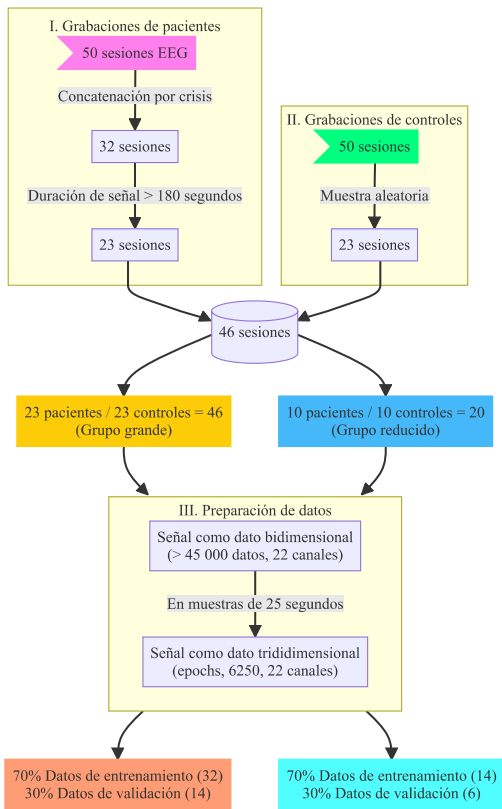 I. Grabaciones de pacientes
50 sesiones EEG
Concatenación por crisis
32 sesiones
Duración de señal > 180 segundos
23 sesiones
II. Grabaciones de controles
50 sesiones
Muestra aleatoria
23 sesiones
46 sesiones
23 pacientes / 23 controles = 46
(Grupo grande)
10 pacientes / 10 controles = 20
(Grupo reducido)
III. Preparación de datos
Señal como dato bidimensional
(> 45 000 datos, 22 canales)
En muestras de 25 segundos
Señal como dato trididimensional
(epochs, 6250, 22 canales)
70% Datos de entrenamiento (32)
30% Datos de validación (14)
70% Datos de entrenamiento (14)
30% Datos de validación (6)